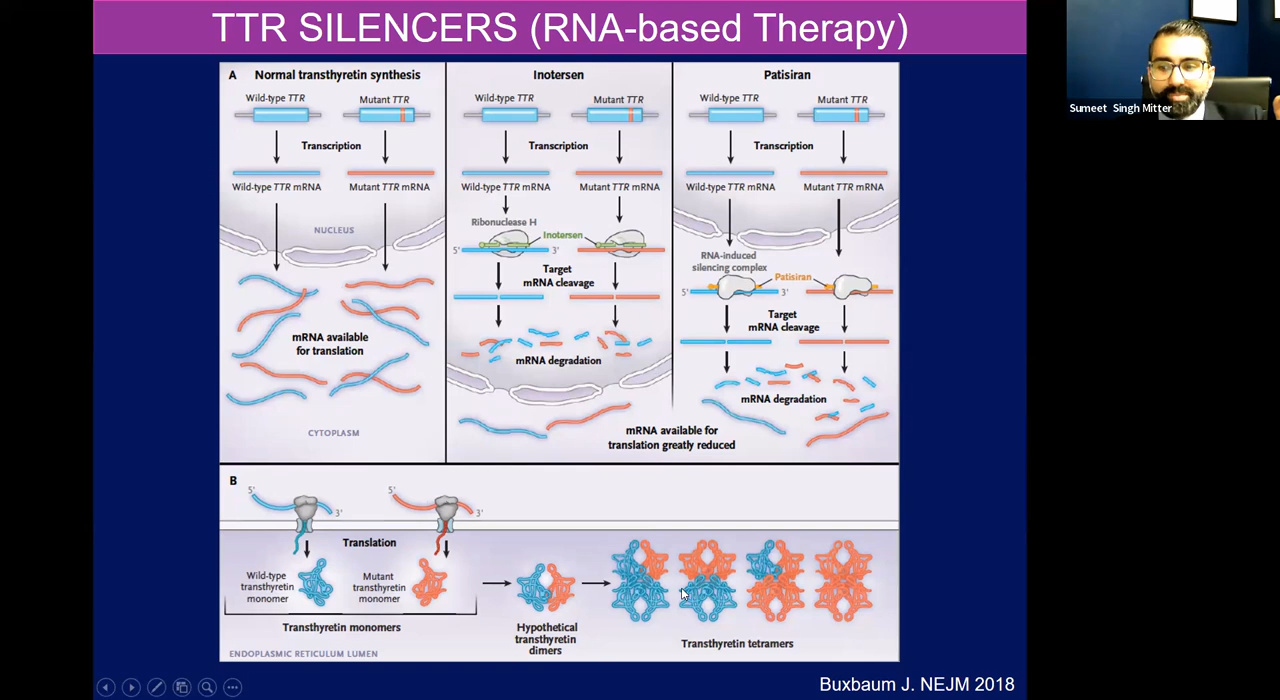 TTR SILENCERS (RNA-based Therapy)
Sumeet Singh Mitter
A Normal transthyretin synthesis
Wild-type TTR
Mutant TTR
Transcription
Wild-type TTR mRNA
Mutant TTR mRNA
NUCLEUS
mRNA available
for translation
CYTOPLASM
Inotersen
Wild-type TTR
Mutant TTR
Transcription
Wild-type TTR mRNA
Mutant TTR mRNA
Ribonuclease H
Inotersen
5'
3'
Target
mRNA cleavage
mRNA degradation
Patisiran
Wild-type TTR
Mutant TTR
Transcription
Wild-type TTR mRNA
Mutant TTR mRNA
RNA-induced
silencing complex
Patisiran
5'
3'
Target
mRNA cleavage
mRNA degradation
mRNA available for
translation greatly reduced
B
5'
3'
5'
3'
Translation
Wild-type
transthyretin
monomer
Mutant
transthyretin
monomer
Transthyretin monomers
Hypothetical
transthyretin
dimers
Transthyretin tetramers
ENDOPLASMIC RETICULUM LUMEN
Buxbaum J. NEJM 2018